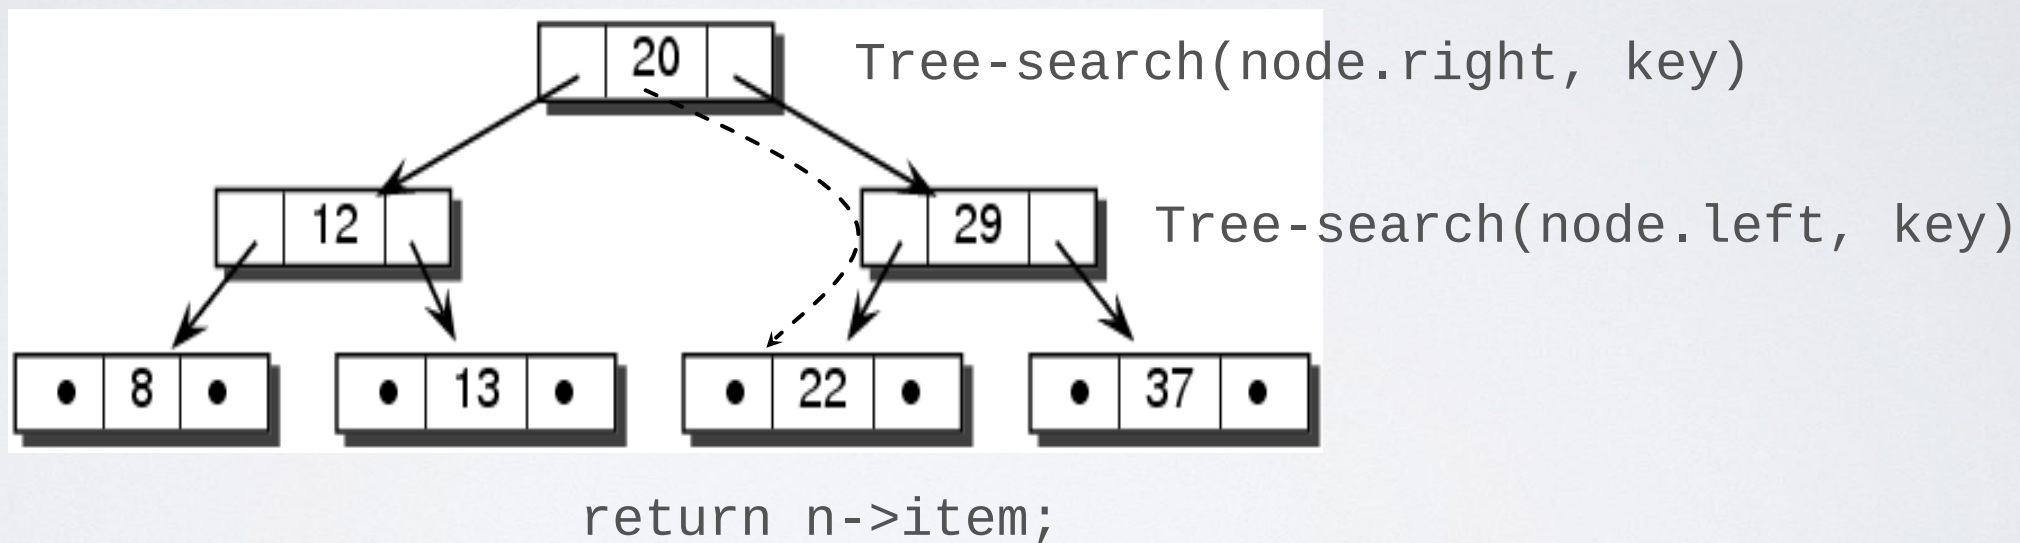 20 Tree-search(node.right, key)
12 29 Tree-search(node.left, key)
8 13 22 37
return n->item;